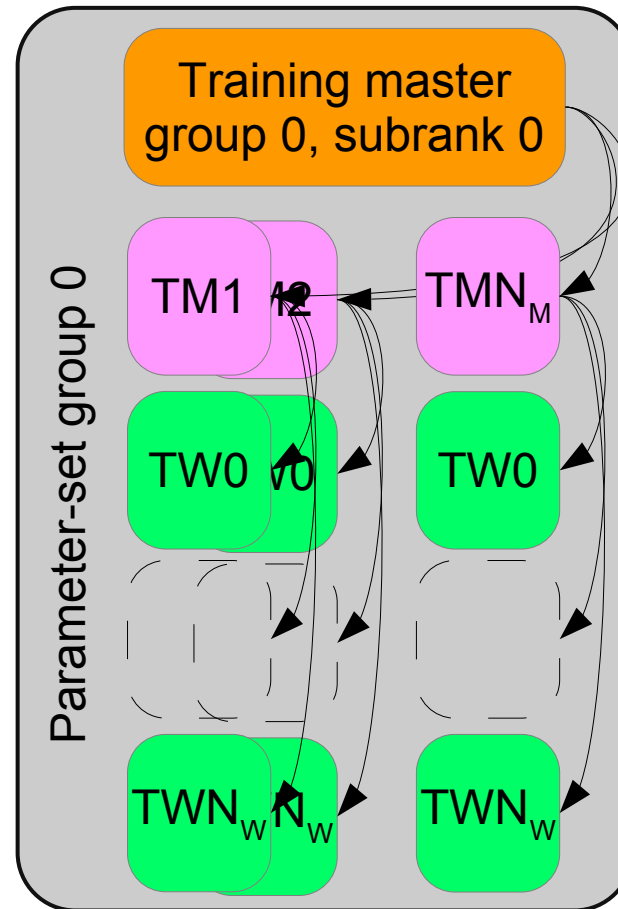 Training master
group 0, subrank 0
Parameter-set group 0
TM1
TMN_M
TW0
TW0
TWN_W
TWN_W